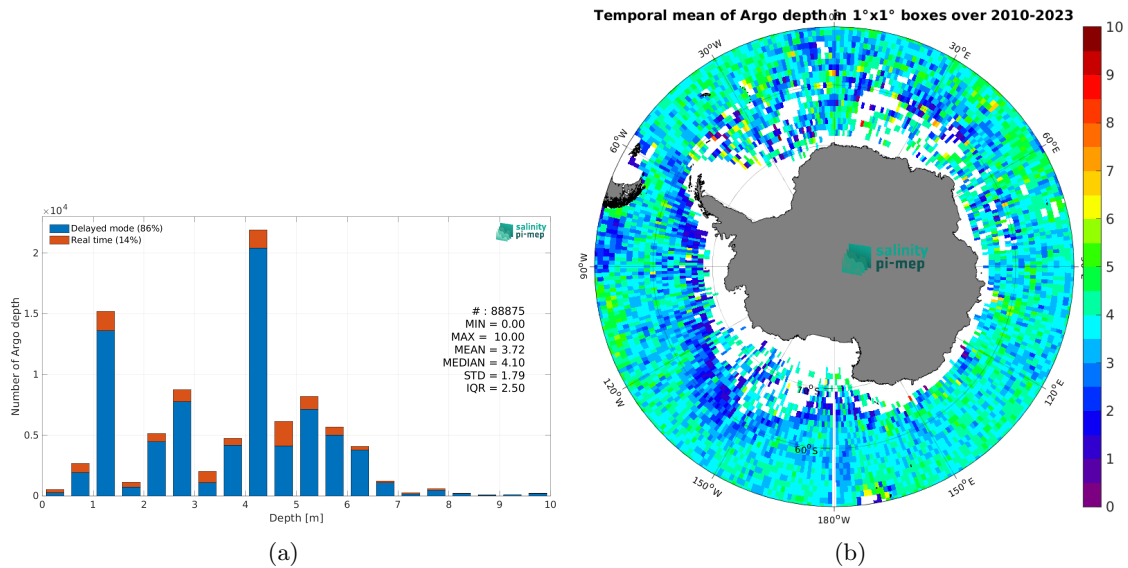 ×10⁴
Delayed mode (86%)
Real time (14%)
salinity
pi-mep
# : 88875
MIN = 0.00
MAX = 10.00
MEAN = 3.72
MEDIAN = 4.10
STD = 1.79
IQR = 2.50
Number of Argo depth
2
1.5
1
0.5
0
1 2 3 4 5 6 7 8 9 10
Depth [m]
(a)
Temporal mean of Argo depth in 1°x1° boxes over 2010-2023
30°W
30°E
60°W
60°E
90°W
120°W
120°E
150°W
150°E
180°W
60°S
salinity
pi-mep
10
9
8
7
6
5
4
3
2
1
0
(b)